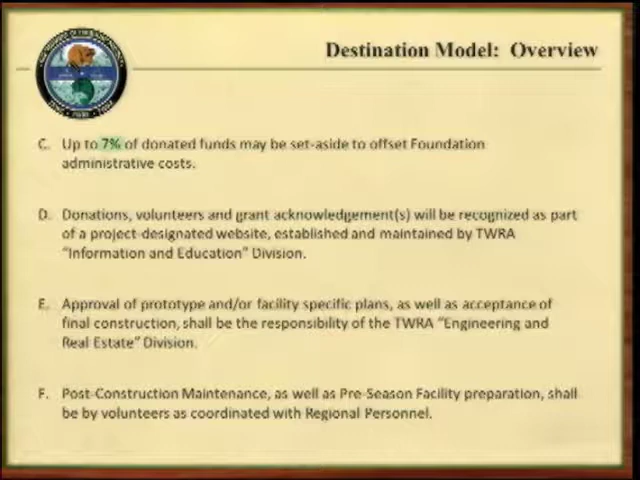 Destination Model: Overview
C. Up to 7% of donated funds may be set-aside to offset Foundation
administrative costs.
D. Donations, volunteers and grant acknowledgement(s) will be recognized as part
of a project-designated website, established and maintained by TWRA
“Information and Education” Division.
E. Approval of prototype and/or facility specific plans, as well as acceptance of
final construction, shall be the responsibility of the TWRA “Engineering and
Real Estate” Division.
F. Post-Construction Maintenance, as well as Pre-Season Facility preparation, shall
be by volunteers as coordinated with Regional Personnel.